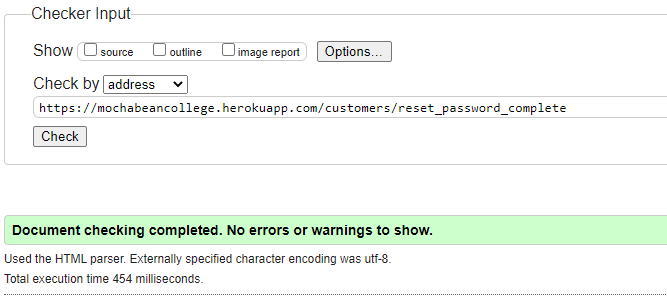 Checker Input
Show source outline image report Options...
Check by address
https://mochabeancollege.herokuapp.com/customers/reset_password_complete
Check
Document checking completed. No errors or warnings to show.
Used the HTML parser. Externally specified character encoding was utf-8.
Total execution time 454 milliseconds.